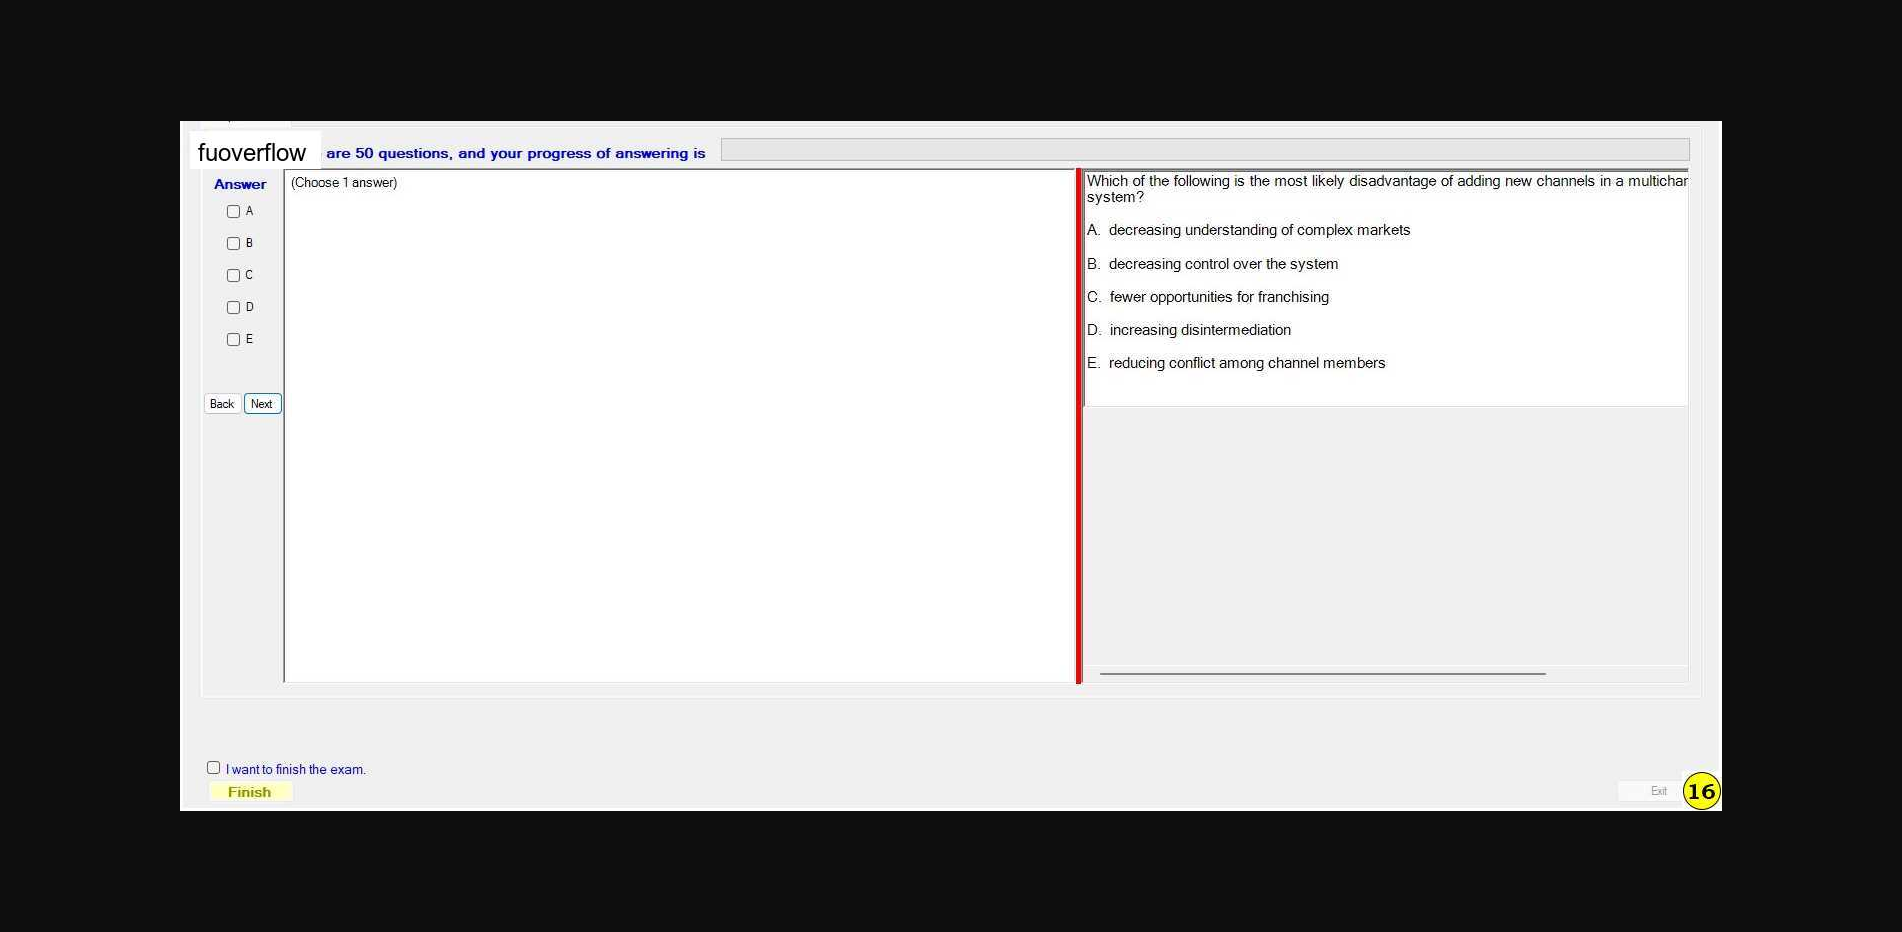 fuoverflow are 50 questions, and your progress of answering is
Answer
(Choose 1 answer)
A
B
C
D
E
Back Next
Which of the following is the most likely disadvantage of adding new channels in a multichan
system?
A. decreasing understanding of complex markets
B. decreasing control over the system
C. fewer opportunities for franchising
D. increasing disintermediation
E. reducing conflict among channel members
I want to finish the exam.
Finish
Exit
16